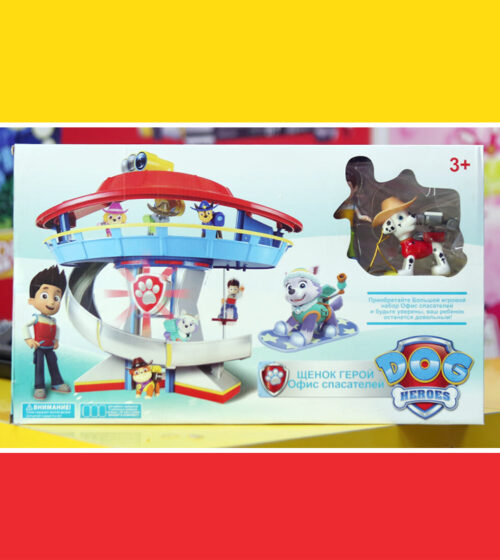 3+
Приобретайте Большой игровой
набор Офис спасателей
и будьте уверены, ваш ребенок
останется довольным!
ЩЕНОК ГЕРОЙ
Офис спасателей
DOG
HEROES
ВНИМАНИЕ!